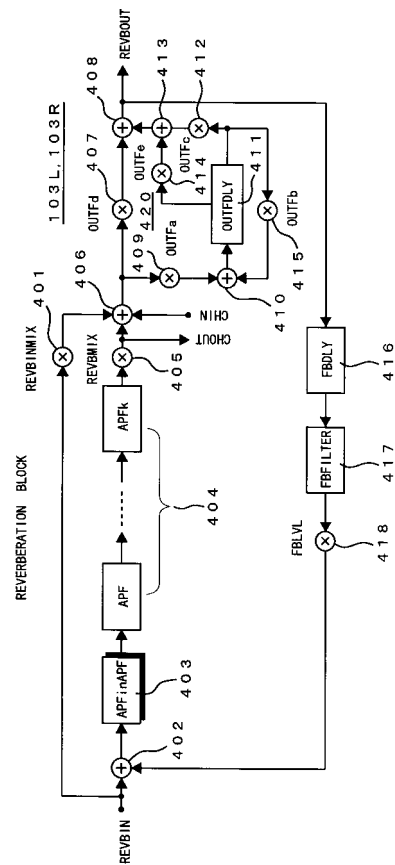 REVERBERATION BLOCK
103L, 103R
REVBINMIX
401
REVBIN
402
APFinAPF
403
APF
APFk
404
REVBMIX
405
406
CHOUT
CHIN
OUTFd
407
408
REVBOUT
409
OUTFa
410
420
OUTFDLY
411
OUTFe
414
413
OUTFc
412
OUTFb
415
FBDLY
416
FBFILTER
417
FBLVL
418